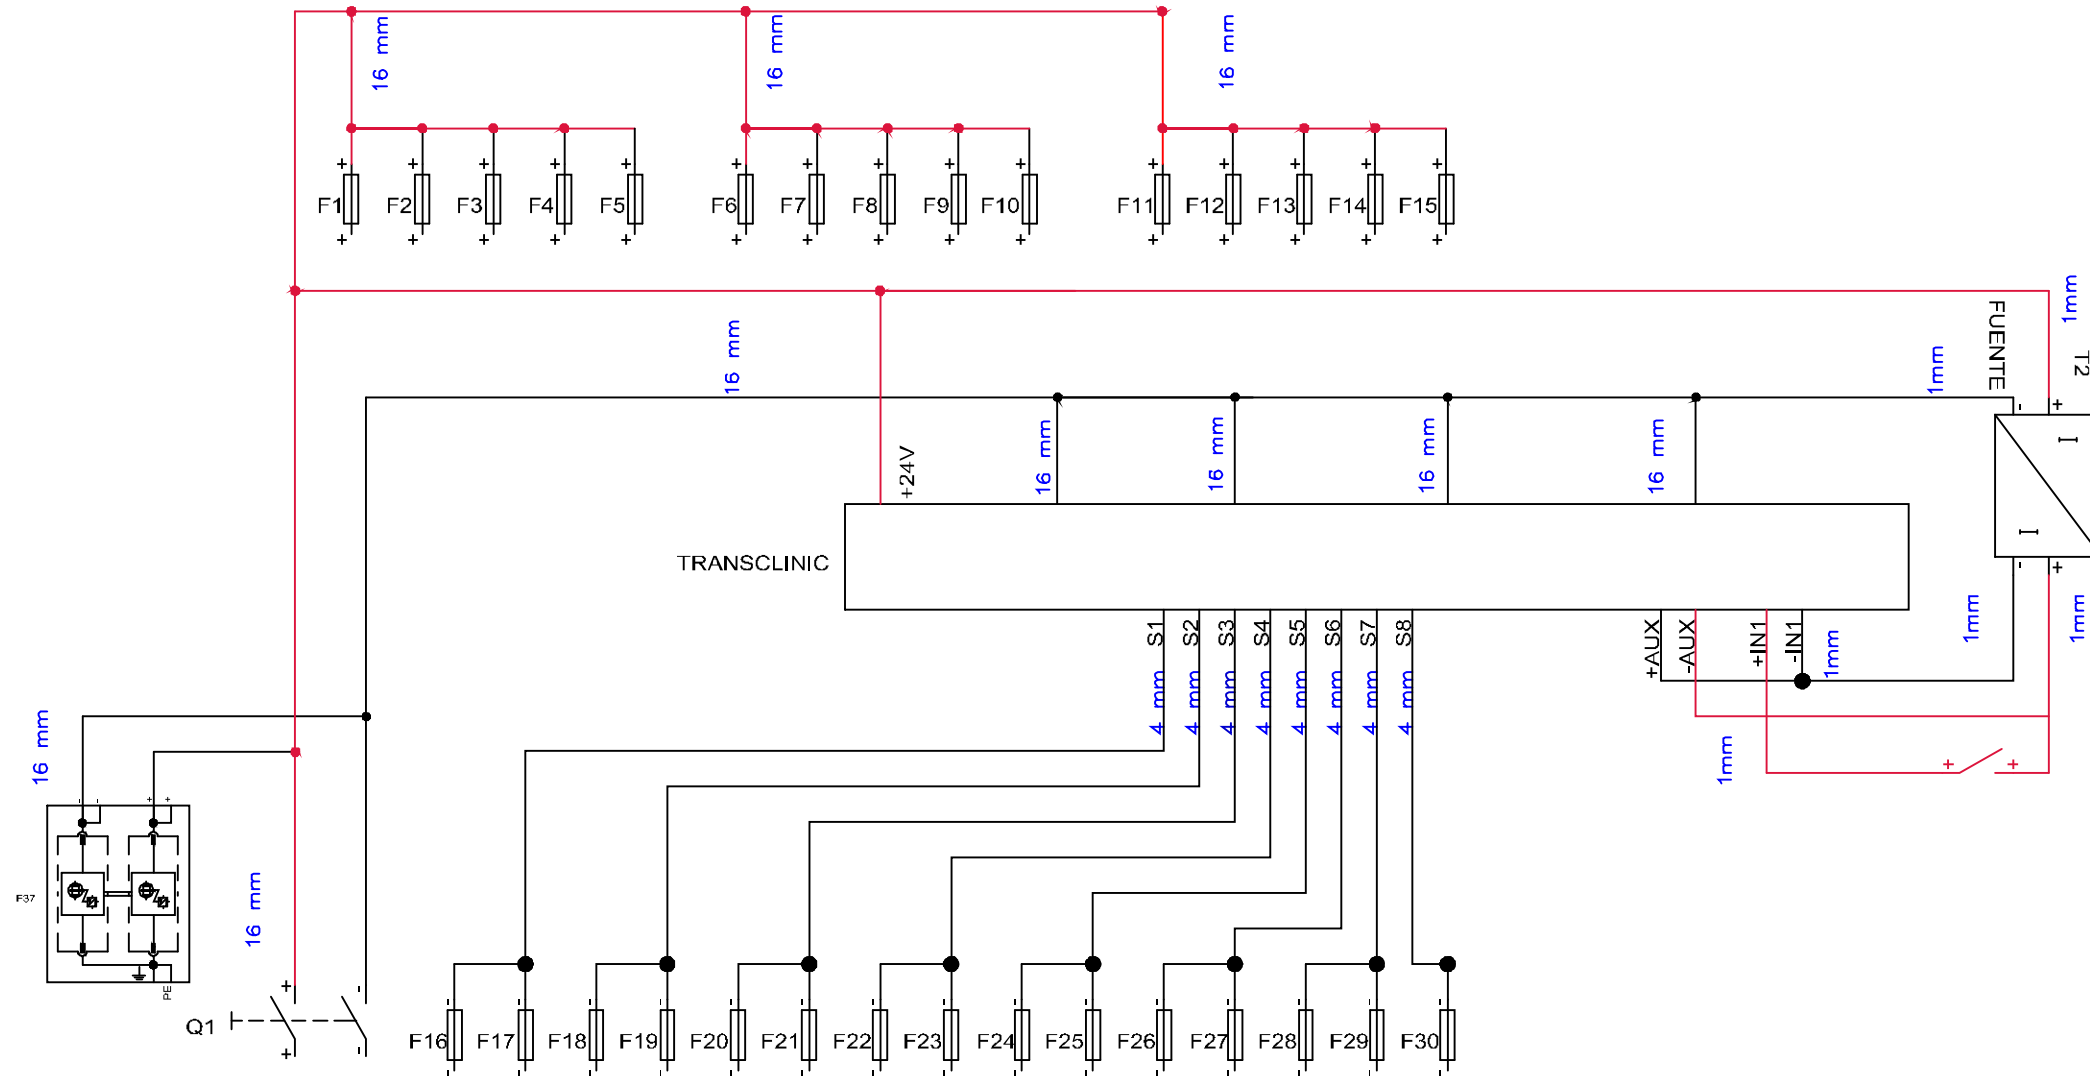 16 mm
16 mm
16 mm
F1
F2
F3
F4
F5
F6
F7
F8
F9
F10
F11
F12
F13
F14
F15
1mm
FUENTE
T2
16 mm
1mm
+24V
16 mm
16 mm
16 mm
16 mm
TRANSCLINIC
S1
S2
S3
S4
S5
S6
S7
S8
+AUX
-AUX
+IN1
-IN1
1mm
1mm
1mm
4 mm
4 mm
4 mm
4 mm
4 mm
4 mm
4 mm
4 mm
16 mm
1mm
F37
16 mm
PE
Q1
F16
F17
F18
F19
F20
F21
F22
F23
F24
F25
F26
F27
F28
F29
F30